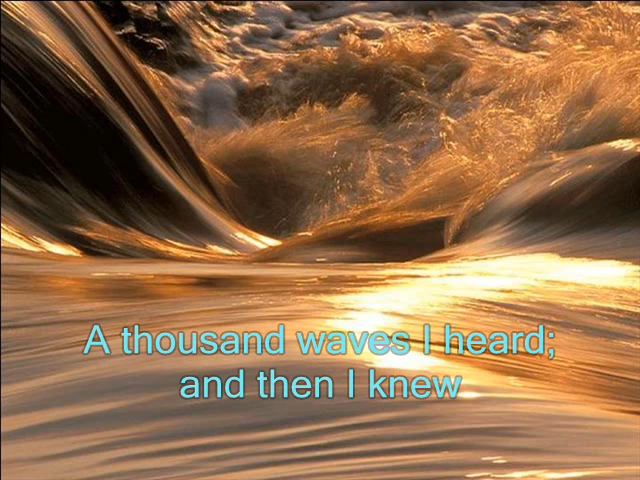 A thousand waves I heard;
and then I knew